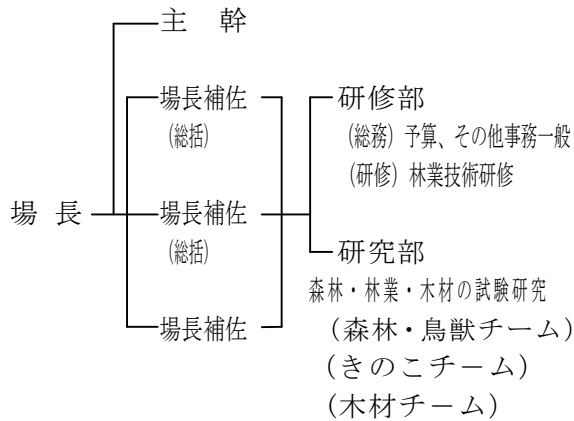 主　幹
場長補佐
(総括)
場　長
場長補佐
(総括)
場長補佐
研修部
(総務) 予算、その他事務一般
(研修) 林業技術研修
研究部
森林・林業・木材の試験研究
（森林・鳥獣チーム）
（きのこチーム）
（木材チーム）